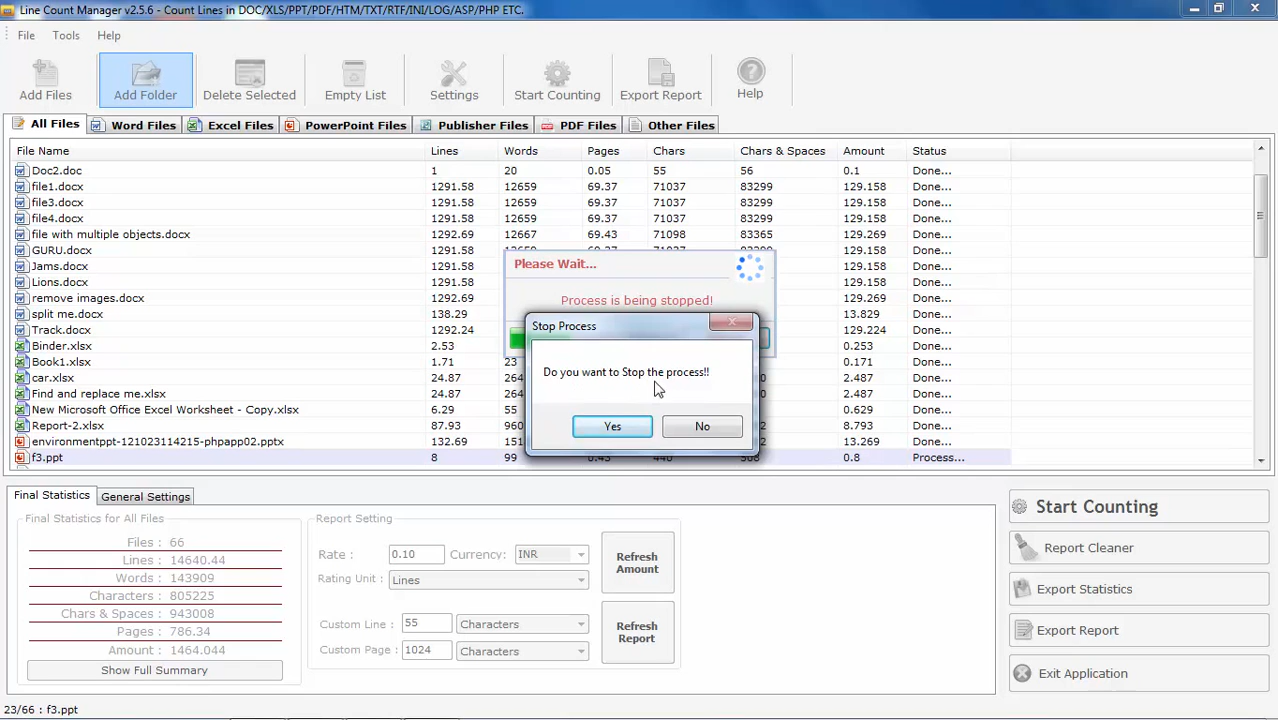 Line Count Manager v2.5.6 - Count Lines in DOC/XLS/PPT/PDF/HTM/TXT/RTF/INI/LOG/ASP/PHP ETC.
File Tools Help
Add Files Add Folder Delete Selected Empty List Settings Start Counting Export Report Help
All Files Word Files Excel Files PowerPoint Files Publisher Files PDF Files Other Files
File Name Lines Words Pages Chars Chars & Spaces Amount Status
Doc2.doc 1 20 0.05 55 56 0.1 Done...
file1.docx 1291.58 12659 69.37 71037 83299 129.158 Done...
file3.docx 1291.58 12659 69.37 71037 83299 129.158 Done...
file4.docx 1291.58 12659 69.37 71037 83299 129.158 Done...
file with multiple objects.docx 1292.69 12667 69.43 71098 83365 129.269 Done...
GURU.docx 1291.58 129.158 Done...
Jams.docx 1291.58 129.158 Done...
Lions.docx 1291.58 129.158 Done...
remove images.docx 1292.69 129.269 Done...
split me.docx 138.29 13.829 Done...
Track.docx 1292.24 129.224 Done...
Binder.xlsx 2.53 0.253 Done...
Book1.xlsx 1.71 23 0.171 Done...
car.xlsx 24.87 264 2.487 Done...
Find and replace me.xlsx 24.87 264 2.487 Done...
New Microsoft Office Excel Worksheet - Copy.xlsx 6.29 55 0.629 Done...
Report-2.xlsx 87.93 960 8.793 Done...
environmentppt-121023114215-phpapp02.pptx 132.69 151 13.269 Done...
f3.ppt 8 99 0.43 440 508 0.8 Process...
Please Wait...
Process is being stopped!
Stop Process
Do you want to Stop the process!!
Yes No
Final Statistics General Settings
Final Statistics for All Files
Files : 66
Lines : 14640.44
Words : 143909
Characters : 805225
Chars & Spaces : 943008
Pages : 786.34
Amount : 1464.044
Show Full Summary
Report Setting
Rate : 0.10 Currency: INR
Rating Unit : Lines
Refresh Amount
Custom Line : 55 Characters
Custom Page : 1024 Characters
Refresh Report
Start Counting
Report Cleaner
Export Statistics
Export Report
Exit Application
23/66 : f3.ppt